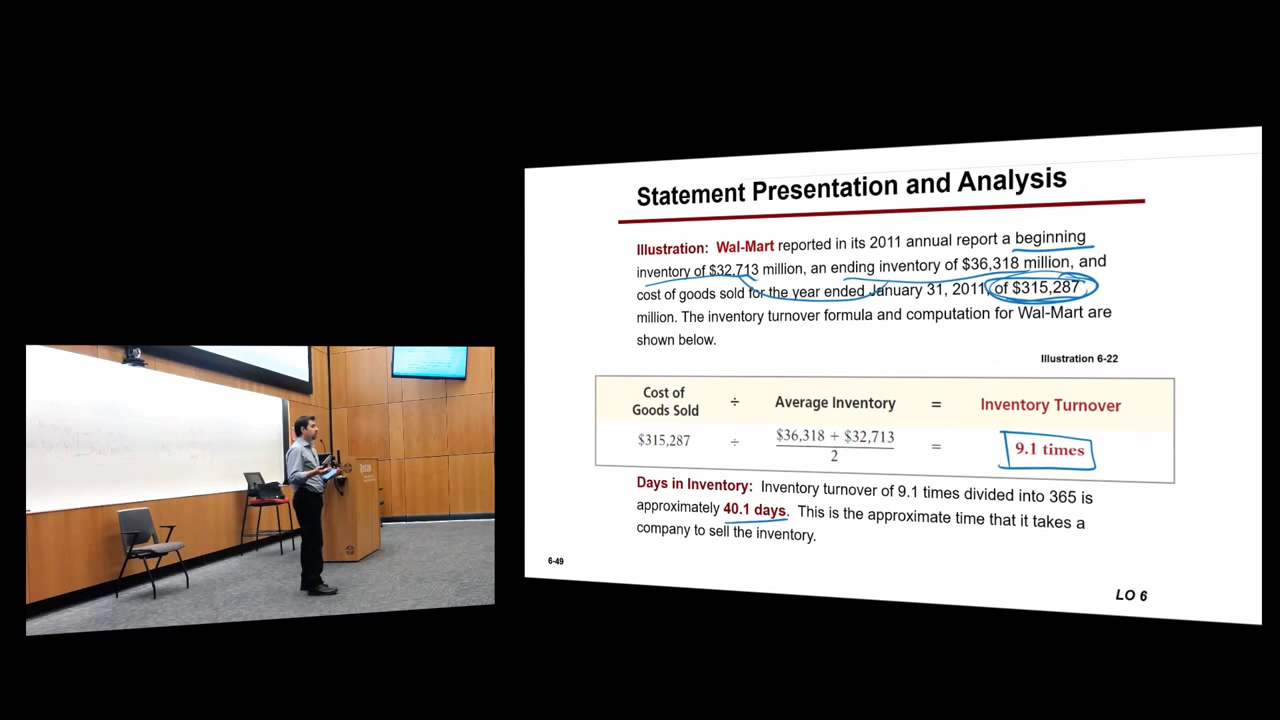 Statement Presentation and Analysis
Illustration: Wal-Mart reported in its 2011 annual report a beginning
inventory of $32,713 million, an ending inventory of $36,318 million, and
cost of goods sold for the year ended January 31, 2011, of $315,287
million. The inventory turnover formula and computation for Wal-Mart are
shown below.
Illustration 6-22
Cost of
Goods Sold ÷ Average Inventory = Inventory Turnover
$315,287 ÷ $36,318 + $32,713
2 = 9.1 times
Days in Inventory: Inventory turnover of 9.1 times divided into 365 is
approximately 40.1 days. This is the approximate time that it takes a
company to sell the inventory.
6-49
LO 6